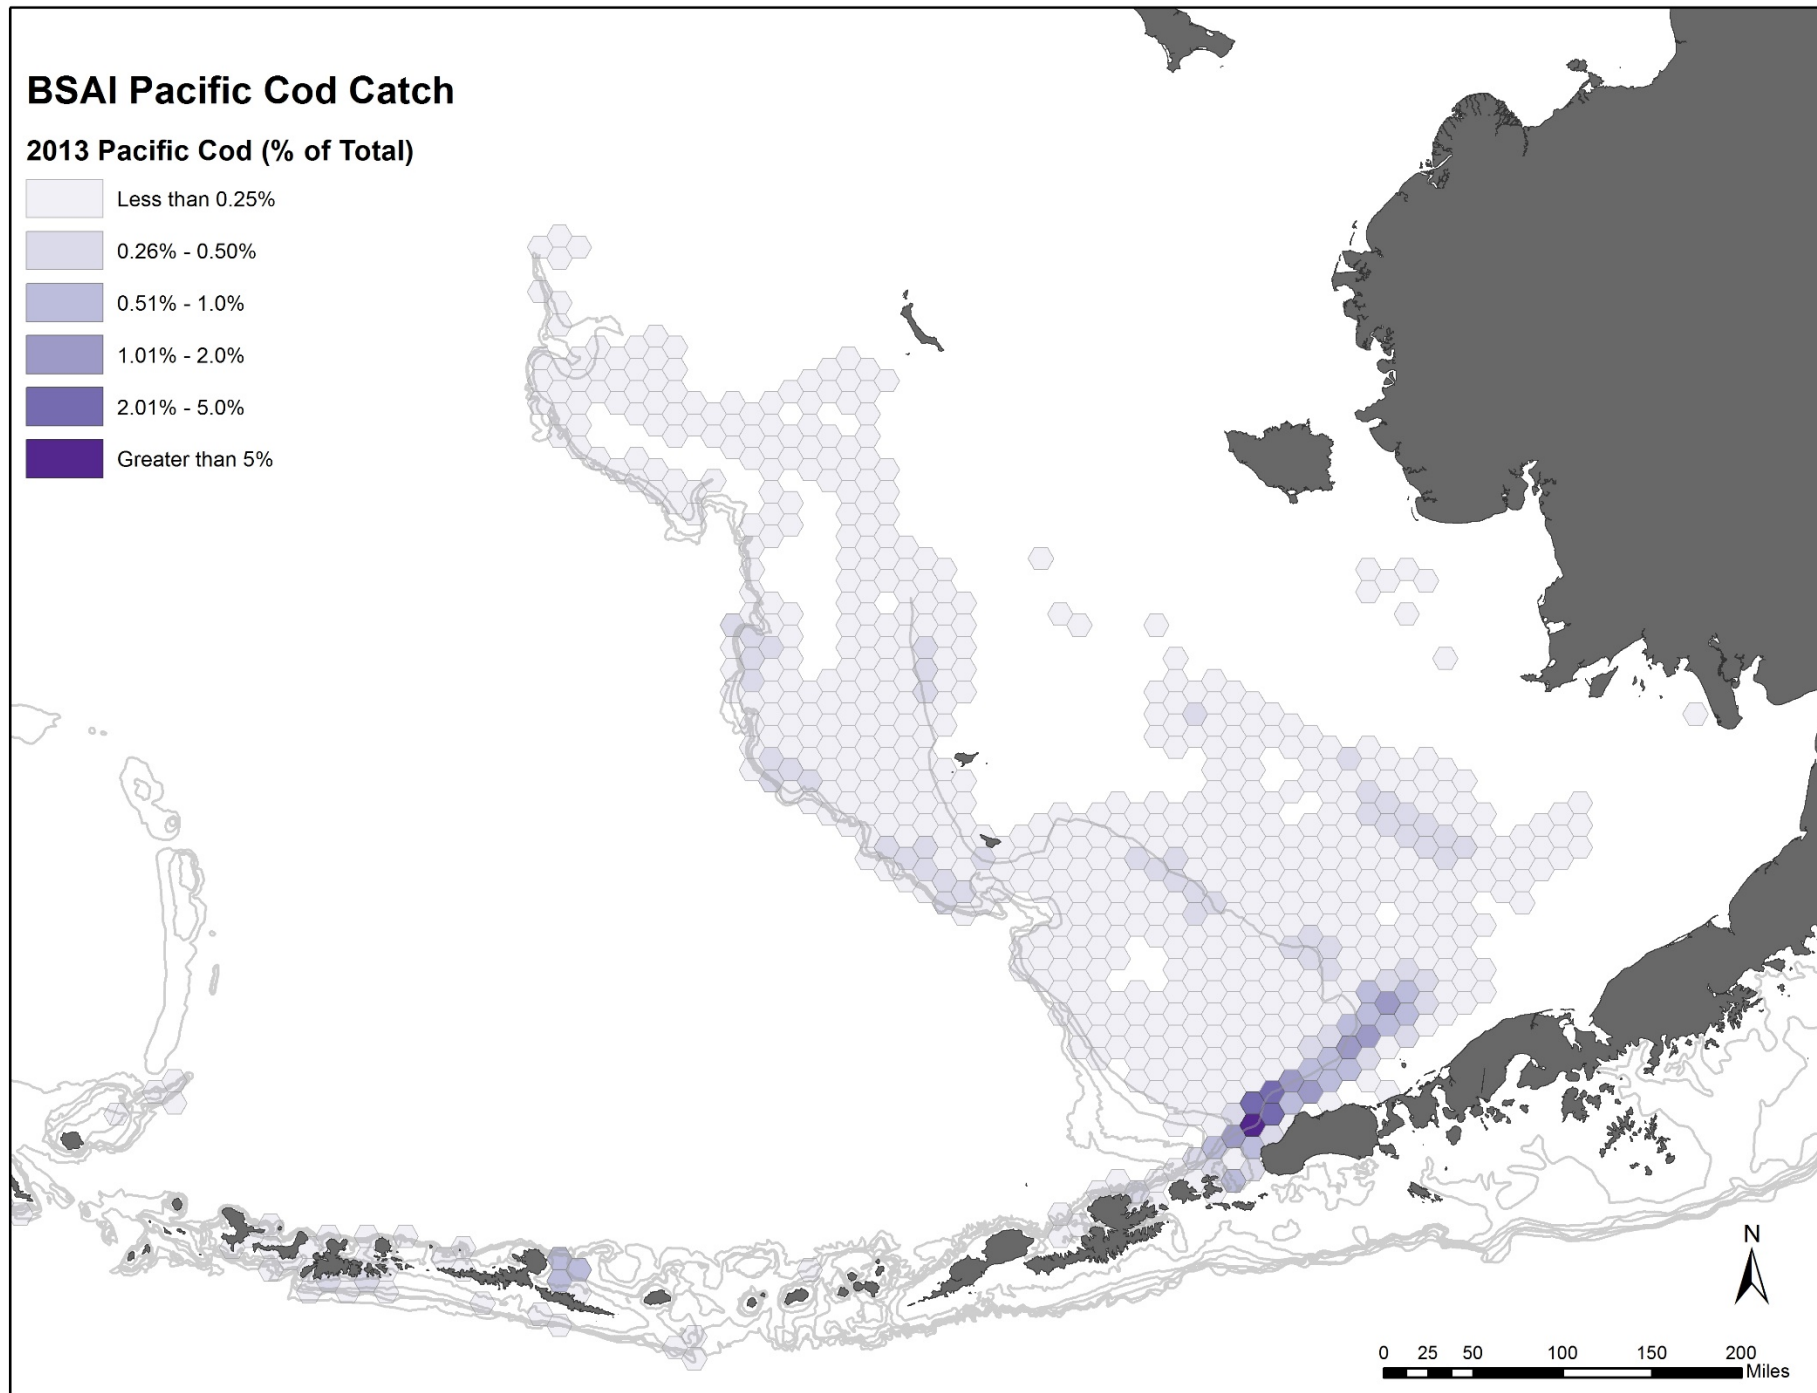 BSAI Pacific Cod Catch
2013 Pacific Cod (% of Total)
Less than 0.25%
0.26% - 0.50%
0.51% - 1.0%
1.01% - 2.0%
2.01% - 5.0%
Greater than 5%
N
0 25 50 100 150 200
Miles